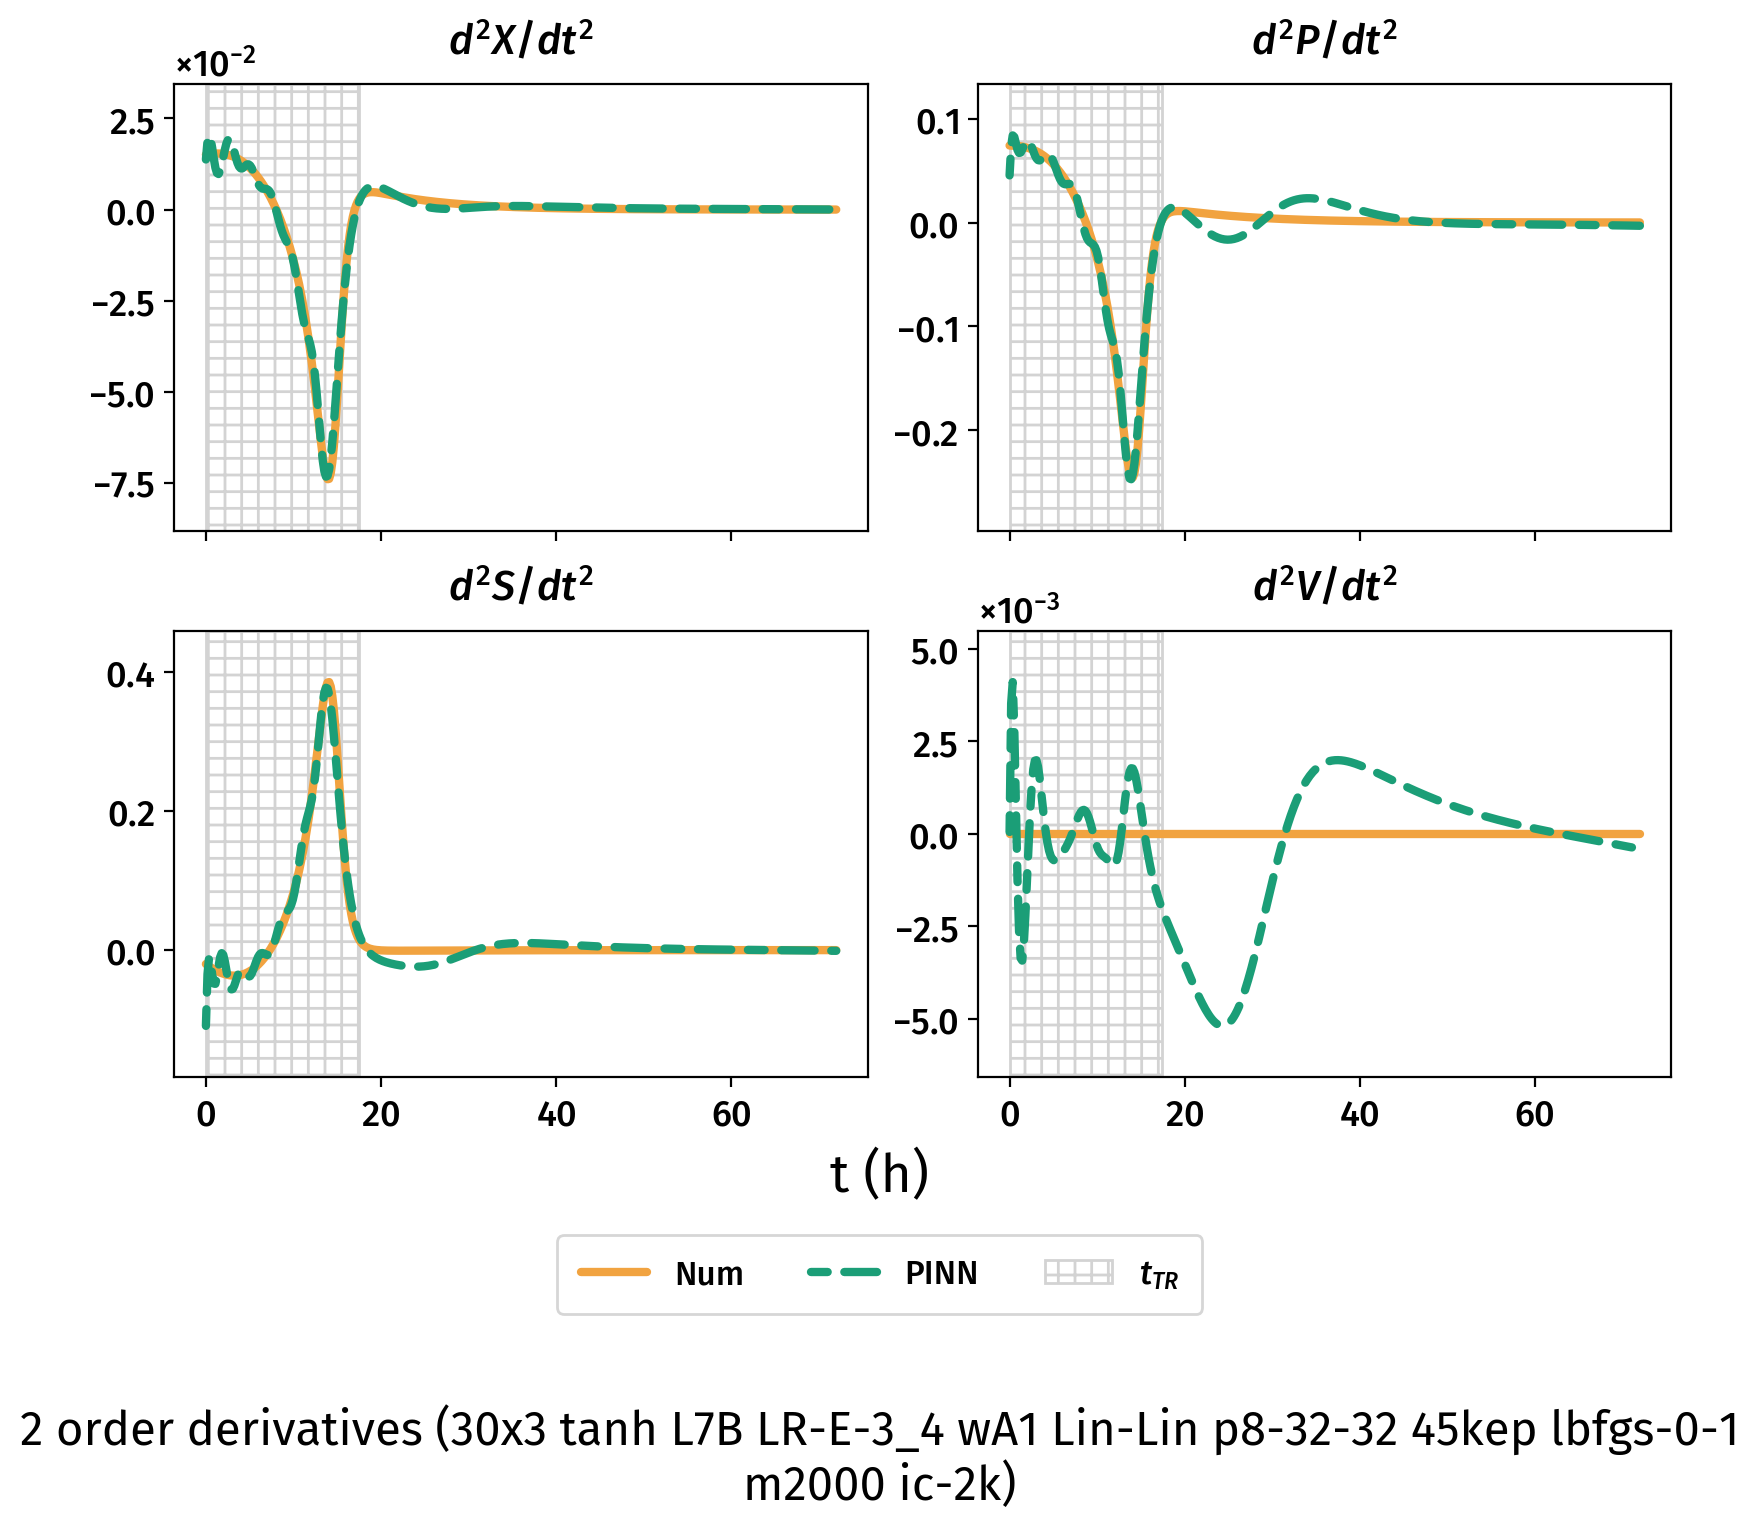 d²X/dt²
d²P/dt²
×10⁻²
2.5
0.0
−2.5
−5.0
−7.5
0.1
0.0
−0.1
−0.2
d²S/dt²
d²V/dt²
0.4
0.2
0.0
×10⁻³
5.0
2.5
0.0
−2.5
−5.0
0 20 40 60
0 20 40 60
t (h)
Num PINN t_TR
2 order derivatives (30x3 tanh L7B LR-E-3_4 wA1 Lin-Lin p8-32-32 45kep lbfgs-0-1
m2000 ic-2k)